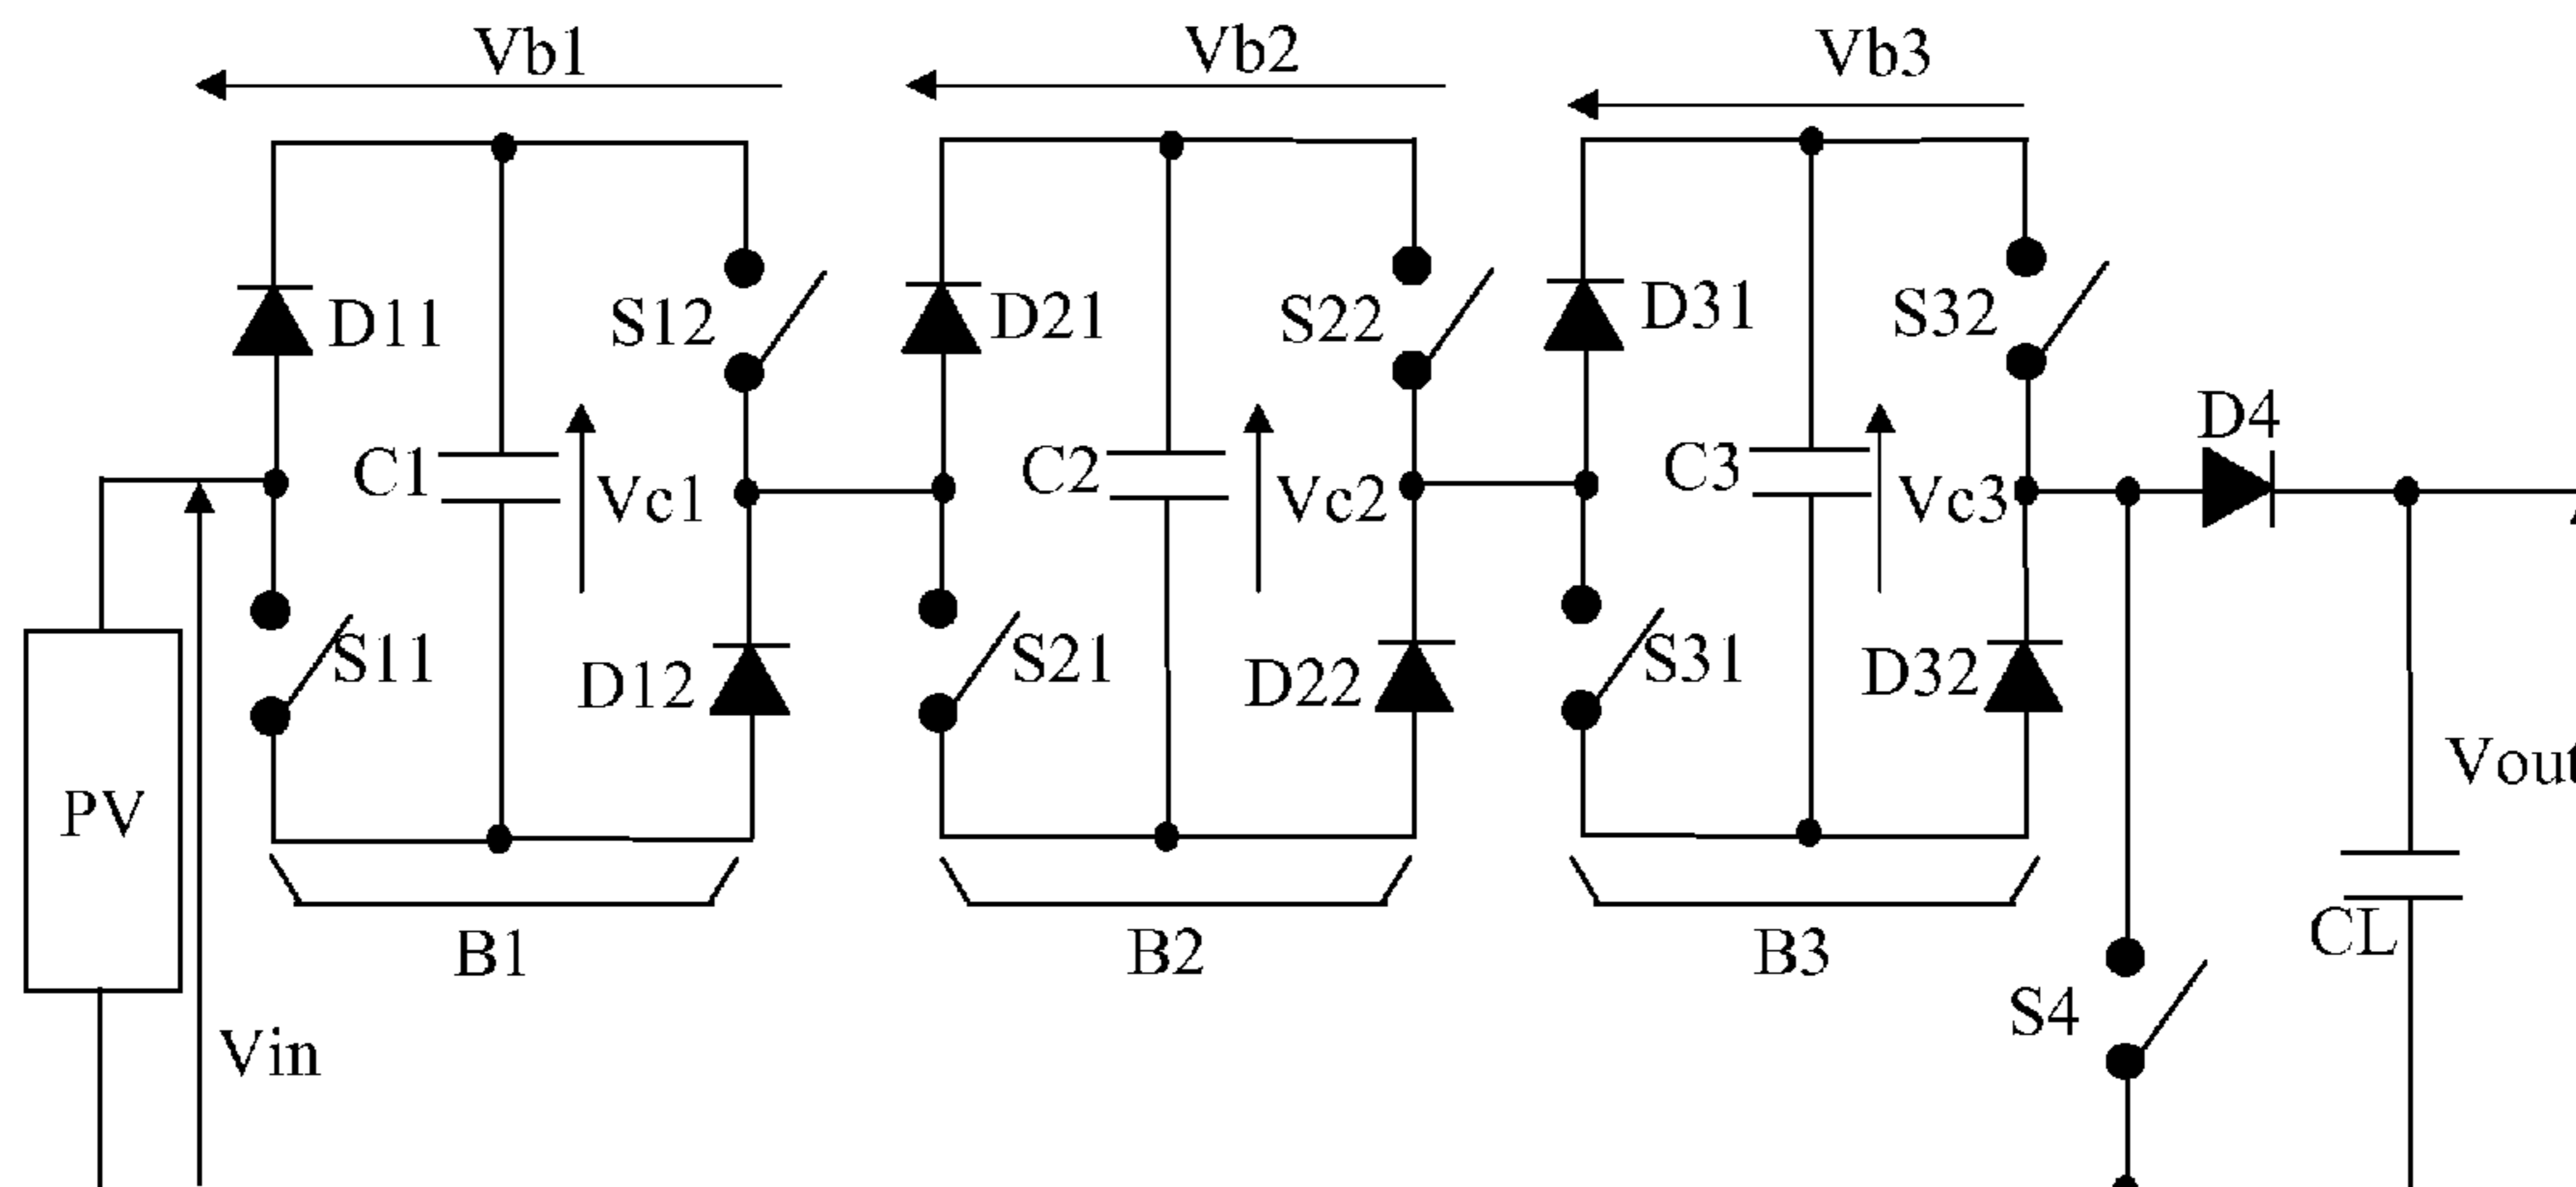 Vb1
Vb2
Vb3
D11
S12
D21
S22
D31
S32
D4
C1
Vc1
C2
Vc2
C3
Vc3
S11
D12
S21
D22
S31
D32
PV
Vout
B1
B2
B3
CL
S4
Vin